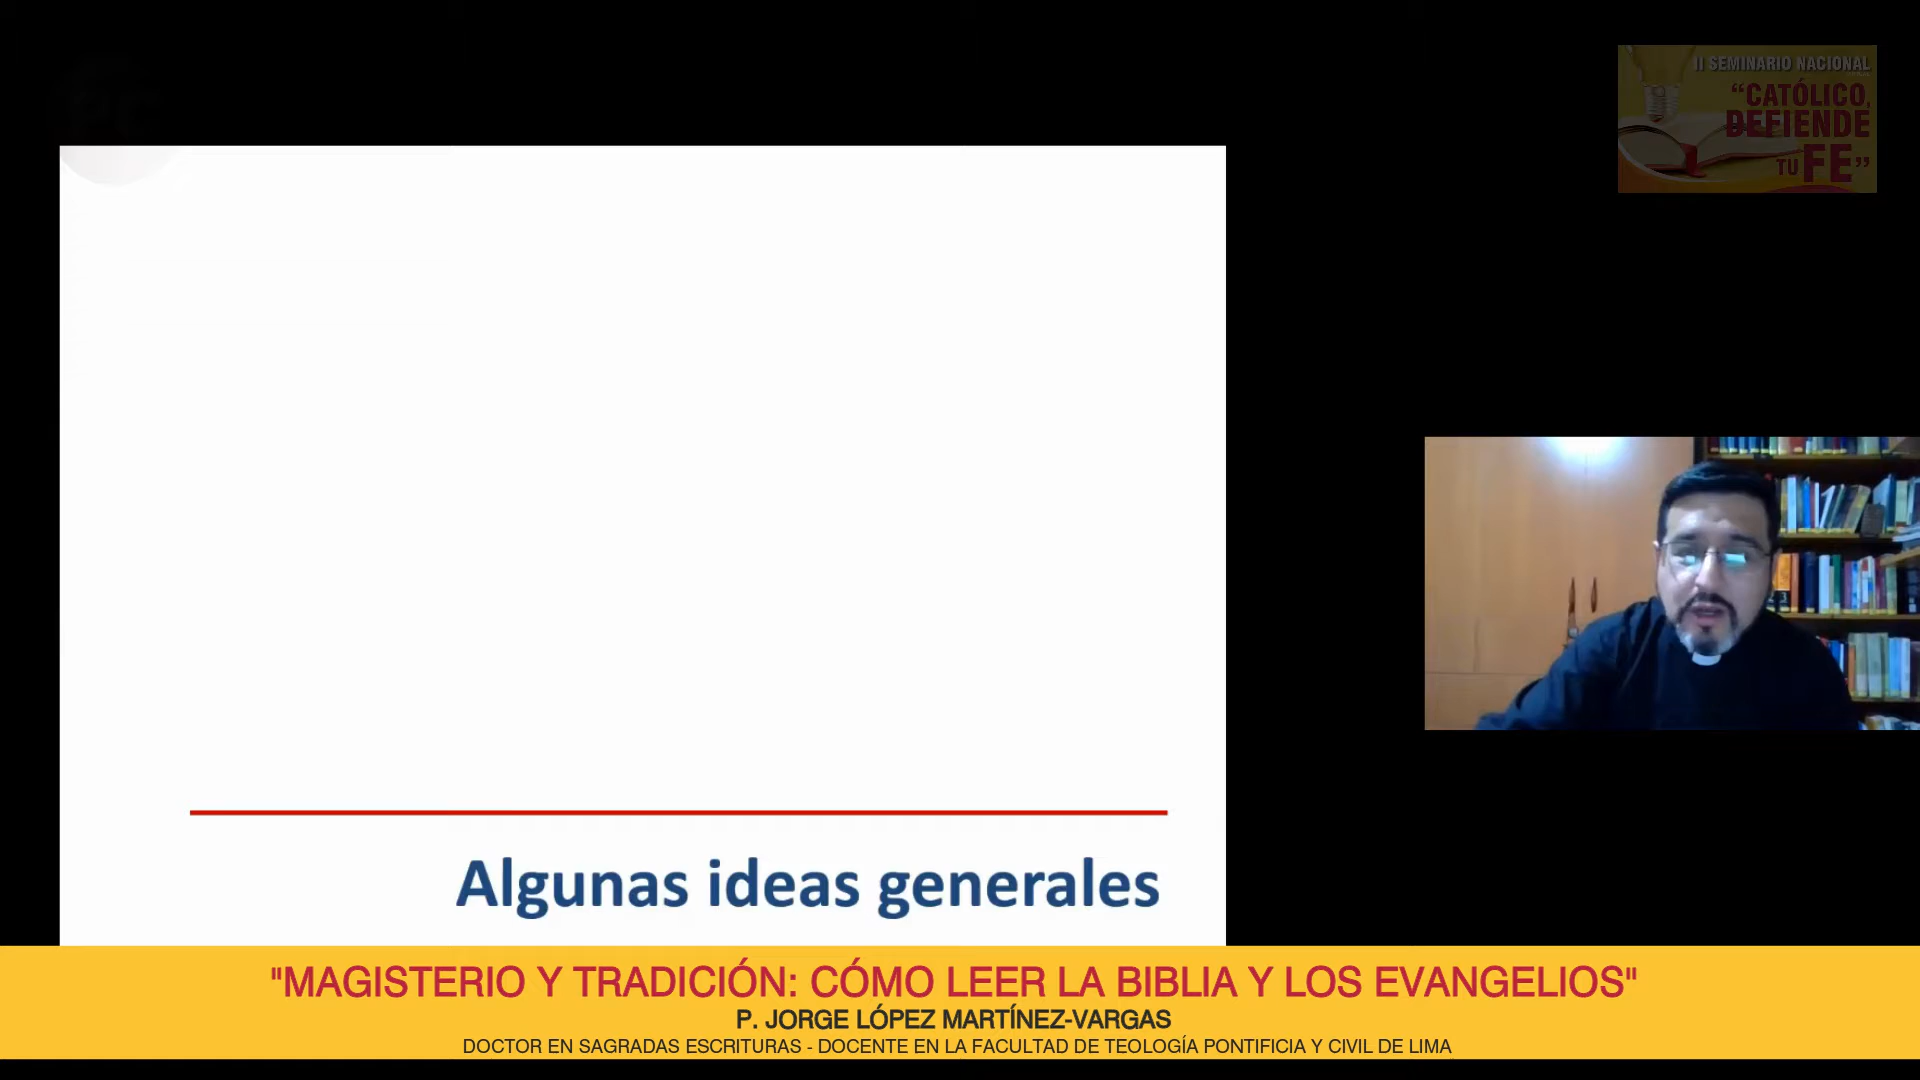 II SEMINARIO NACIONAL
“CATÓLICO,
DEFIENDE
TU FE”
Algunas ideas generales
"MAGISTERIO Y TRADICIÓN: CÓMO LEER LA BIBLIA Y LOS EVANGELIOS"
P. JORGE LÓPEZ MARTÍNEZ-VARGAS
DOCTOR EN SAGRADAS ESCRITURAS - DOCENTE EN LA FACULTAD DE TEOLOGÍA PONTIFICIA Y CIVIL DE LIMA